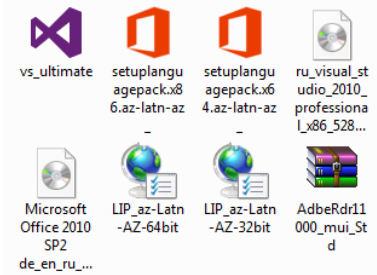 vs_ultimate
setuplangu
agepack.x8
6.az-latn-az
_
setuplangu
agepack.x6
4.az-latn-az
_
ru_visual_st
udio_2010_
professiona
l_x86_528...
Microsoft
Office 2010
SP2
de_en_ru_...
LIP_az-Latn
-AZ-64bit
LIP_az-Latn
-AZ-32bit
AdbeRdr11
000_mui_St
d